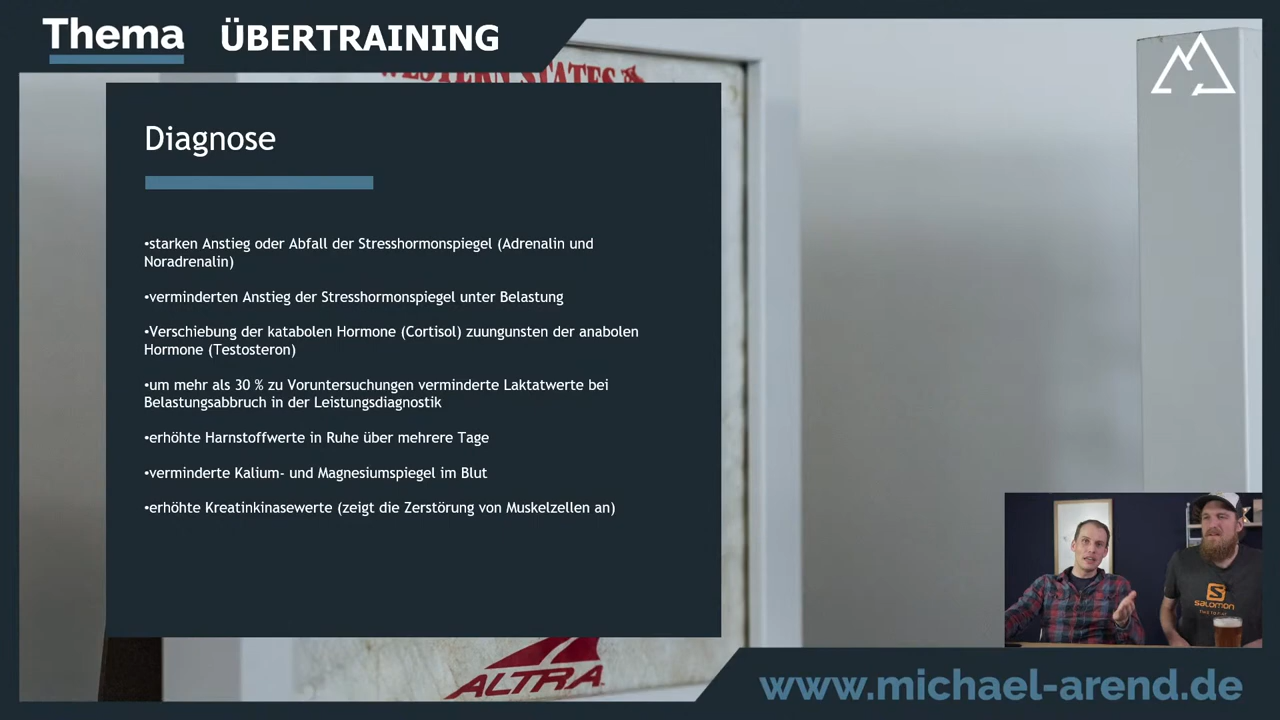 Thema ÜBERTRAINING
WESTERN STATES
Diagnose
•starken Anstieg oder Abfall der Stresshormonspiegel (Adrenalin und
Noradrenalin)
•verminderten Anstieg der Stresshormonspiegel unter Belastung
•Verschiebung der katabolen Hormone (Cortisol) zuungunsten der anabolen
Hormone (Testosteron)
•um mehr als 30 % zu Voruntersuchungen verminderte Laktatwerte bei
Belastungsabbruch in der Leistungsdiagnostik
•erhöhte Harnstoffwerte in Ruhe über mehrere Tage
•verminderte Kalium- und Magnesiumspiegel im Blut
•erhöhte Kreatinkinasewerte (zeigt die Zerstörung von Muskelzellen an)
SALOMON
ALTRA
www.michael-arend.de